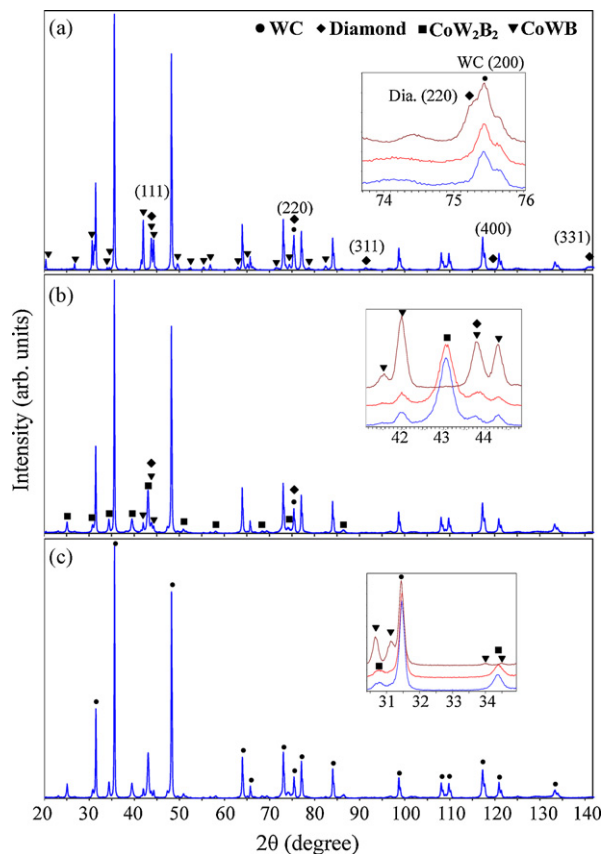 (a)
● WC ◆ Diamond ■ CoW₂B₂ ▼ CoWB
WC (200)
Dia. (220)
74 75 76
(111)
(220)
(311)
(400)
(331)
(b)
42 43 44
(c)
31 32 33 34
Intensity (arb. units)
20 30 40 50 60 70 80 90 100 110 120 130 140
2θ (degree)